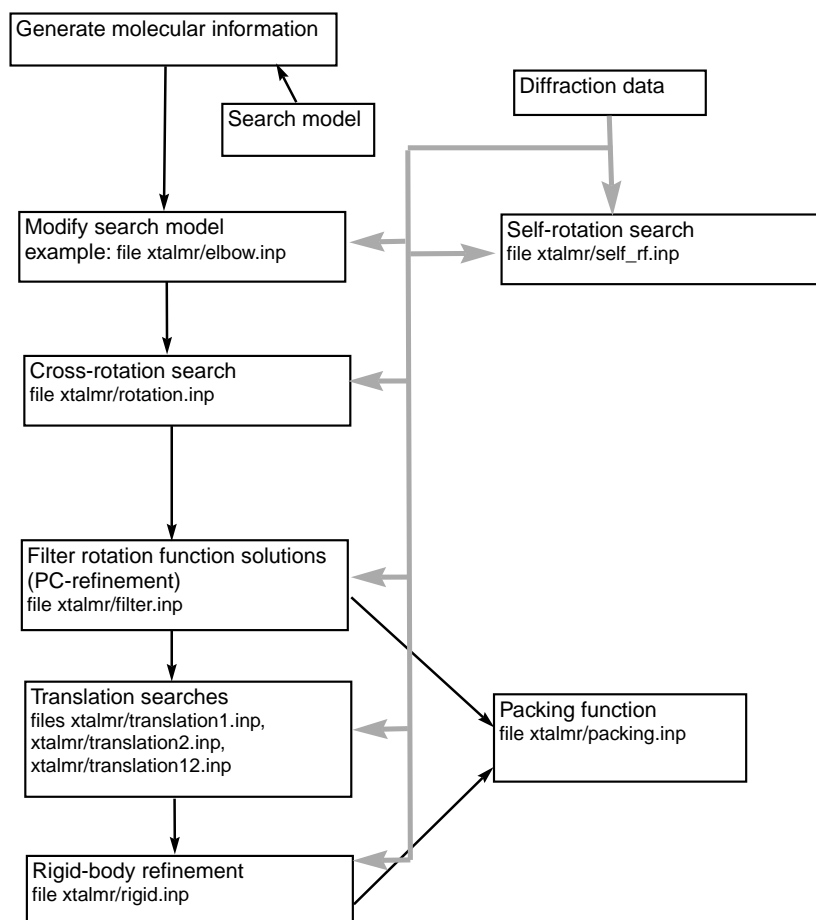 Generate molecular information
Search model
Diffraction data
Modify search model
example: file xtalmr/elbow.inp
Self-rotation search
file xtalmr/self_rf.inp
Cross-rotation search
file xtalmr/rotation.inp
Filter rotation function solutions
(PC-refinement)
file xtalmr/filter.inp
Translation searches
files xtalmr/translation1.inp,
xtalmr/translation2.inp,
xtalmr/translation12.inp
Packing function
file xtalmr/packing.inp
Rigid-body refinement
file xtalmr/rigid.inp